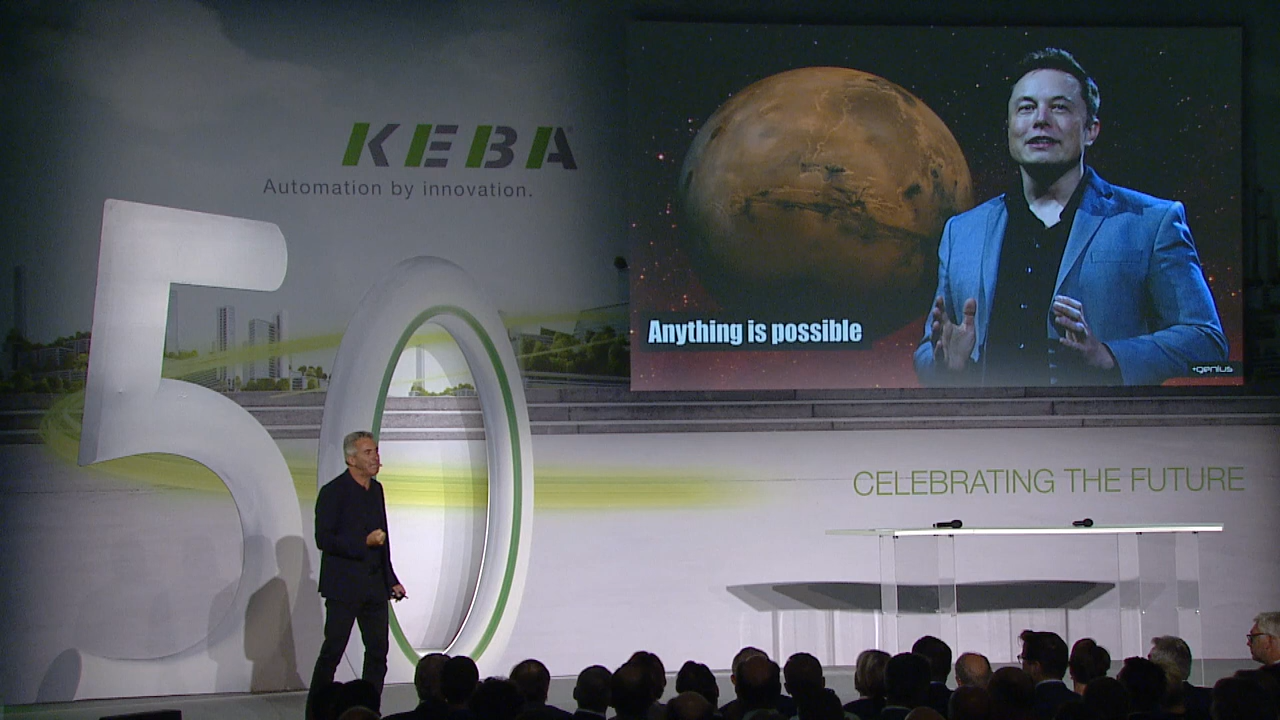 KEBA
Automation by innovation.
50
Anything is possible
+genius
CELEBRATING THE FUTURE